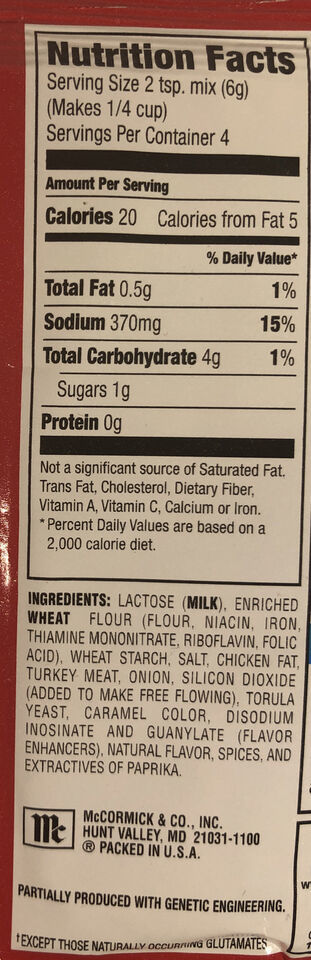 Nutrition Facts
Serving Size 2 tsp. mix (6g)
(Makes 1/4 cup)
Servings Per Container 4
Amount Per Serving
Calories 20 Calories from Fat 5
% Daily Value*
Total Fat 0.5g 1%
Sodium 370mg 15%
Total Carbohydrate 4g 1%
Sugars 1g
Protein 0g
Not a significant source of Saturated Fat.
Trans Fat, Cholesterol, Dietary Fiber,
Vitamin A, Vitamin C, Calcium or Iron.
*Percent Daily Values are based on a
2,000 calorie diet.
INGREDIENTS: LACTOSE (MILK), ENRICHED
WHEAT FLOUR (FLOUR, NIACIN, IRON,
THIAMINE MONONITRATE, RIBOFLAVIN, FOLIC
ACID), WHEAT STARCH, SALT, CHICKEN FAT,
TURKEY MEAT, ONION, SILICON DIOXIDE
(ADDED TO MAKE FREE FLOWING), TORULA
YEAST, CARAMEL COLOR, DISODIUM
INOSINATE AND GUANYLATE (FLAVOR
ENHANCERS), NATURAL FLAVOR, SPICES, AND
EXTRACTIVES OF PAPRIKA.
Mc
McCORMICK & CO., INC.
HUNT VALLEY, MD 21031-1100
® PACKED IN U.S.A.
PARTIALLY PRODUCED WITH GENETIC ENGINEERING.
†EXCEPT THOSE NATURALLY OCCURRING GLUTAMATES